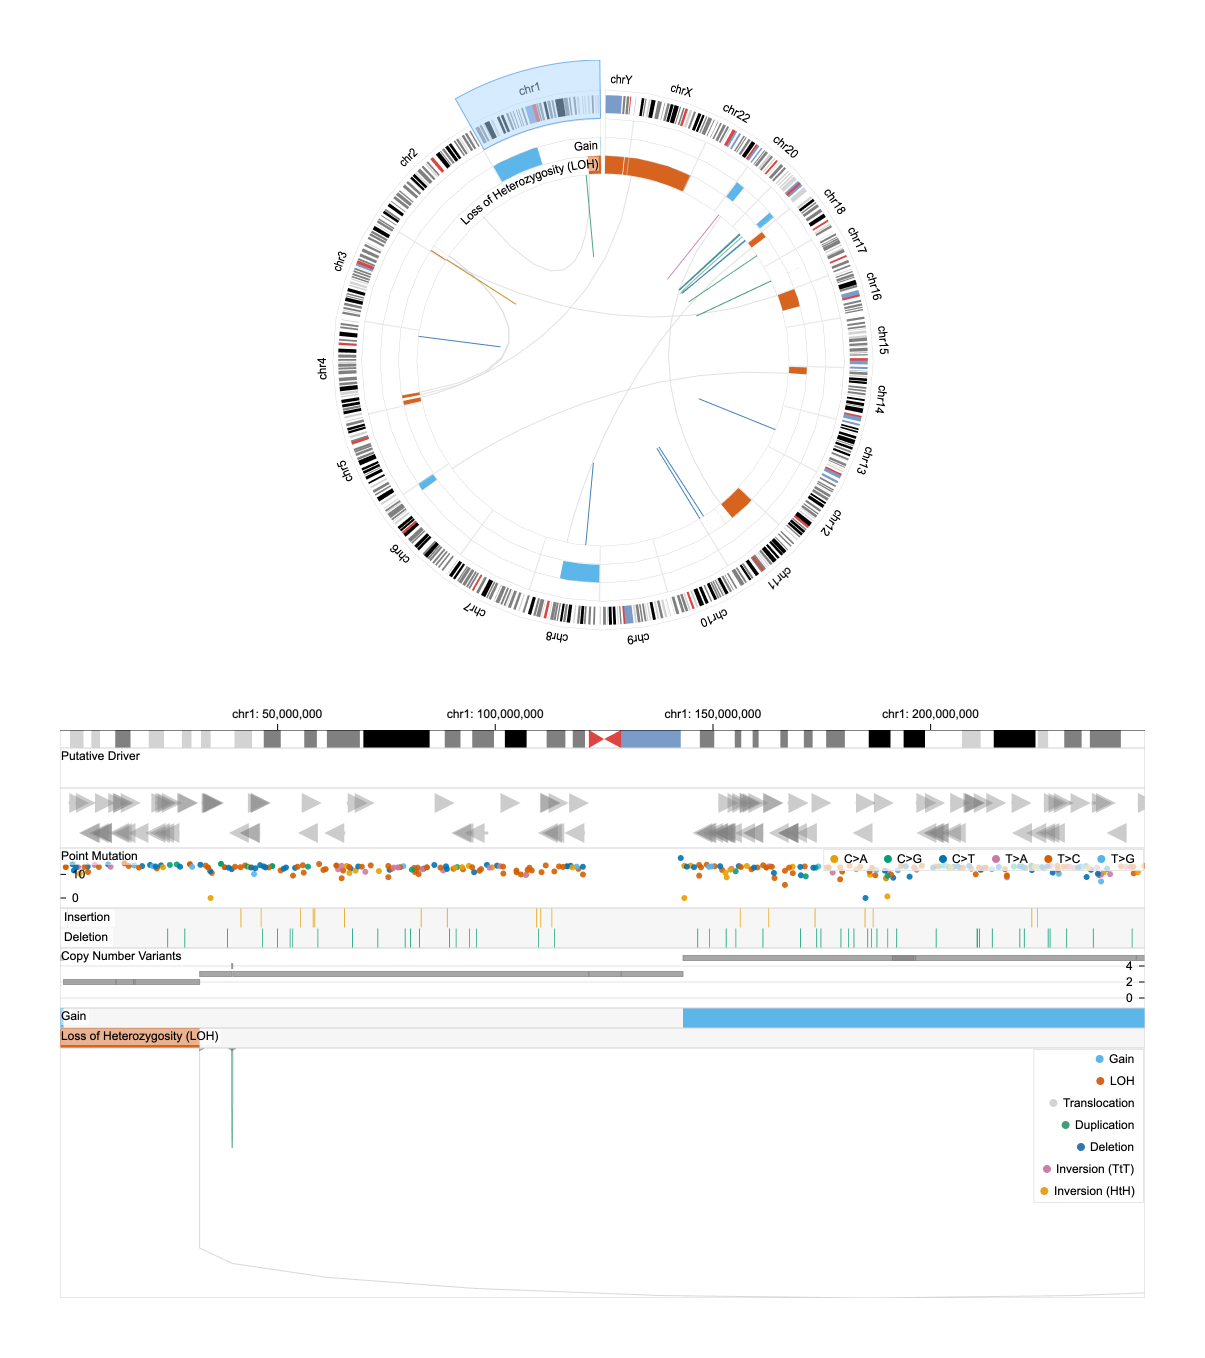 chrY
chrX
chr22
chr20
chr18
chr17
chr16
chr15
chr14
chr13
chr12
chr11
chr10
chr9
chr8
chr7
chr6
chr5
chr4
chr3
chr2
chr1
Gain
Loss of Heterozygosity (LOH)
chr1: 50,000,000 chr1: 100,000,000 chr1: 150,000,000 chr1: 200,000,000
Putative Driver
Point Mutation
C>A C>G C>T T>A T>C T>G
10
0
Insertion
Deletion
Copy Number Variants
4
2
0
Gain
Loss of Heterozygosity (LOH)
Gain
LOH
Translocation
Duplication
Deletion
Inversion (TtT)
Inversion (HtH)